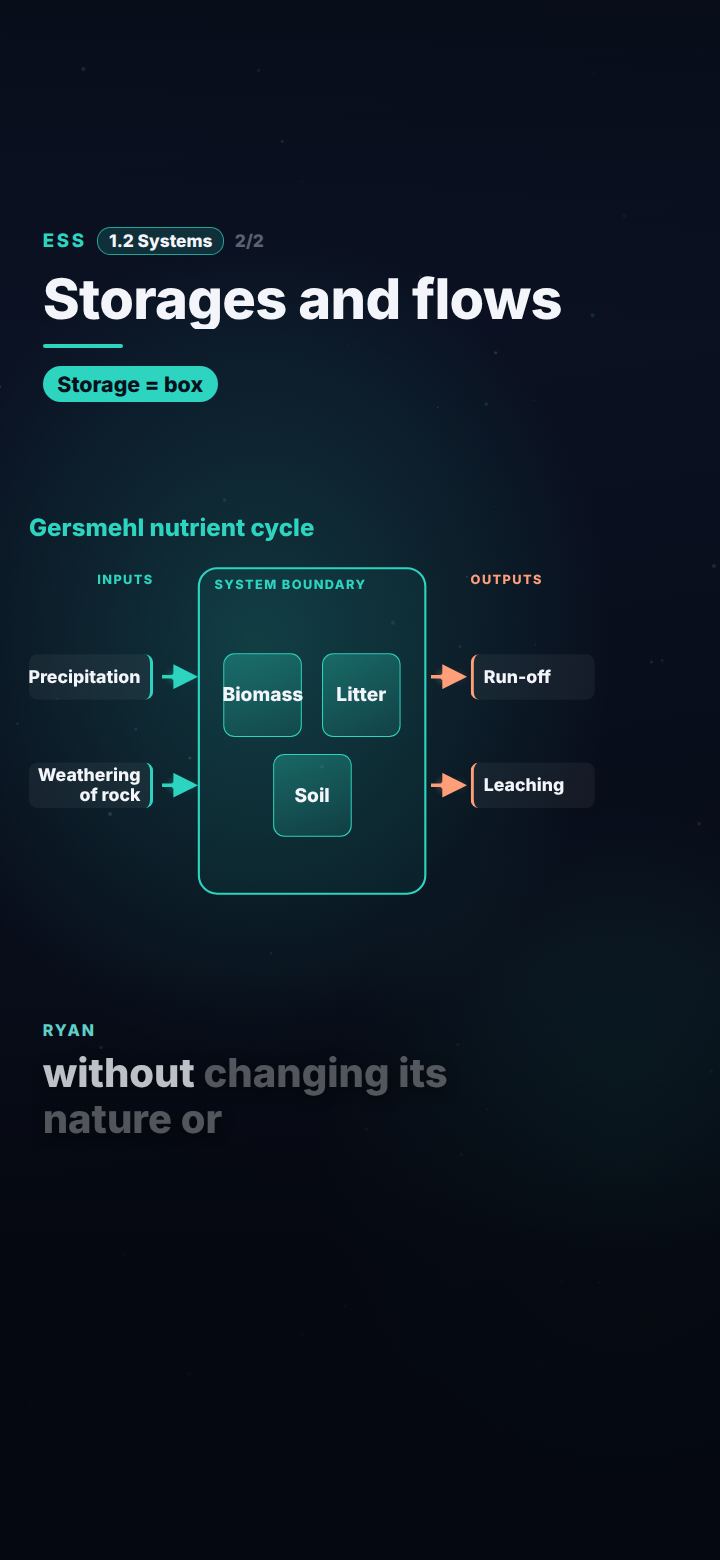 ESS 1.2 Systems 2/2
Storages and flows
Storage = box
Gersmehl nutrient cycle
INPUTS
SYSTEM BOUNDARY
OUTPUTS
Precipitation
Biomass
Litter
Run-off
Weathering
of rock
Soil
Leaching
RYAN
without changing its
nature or